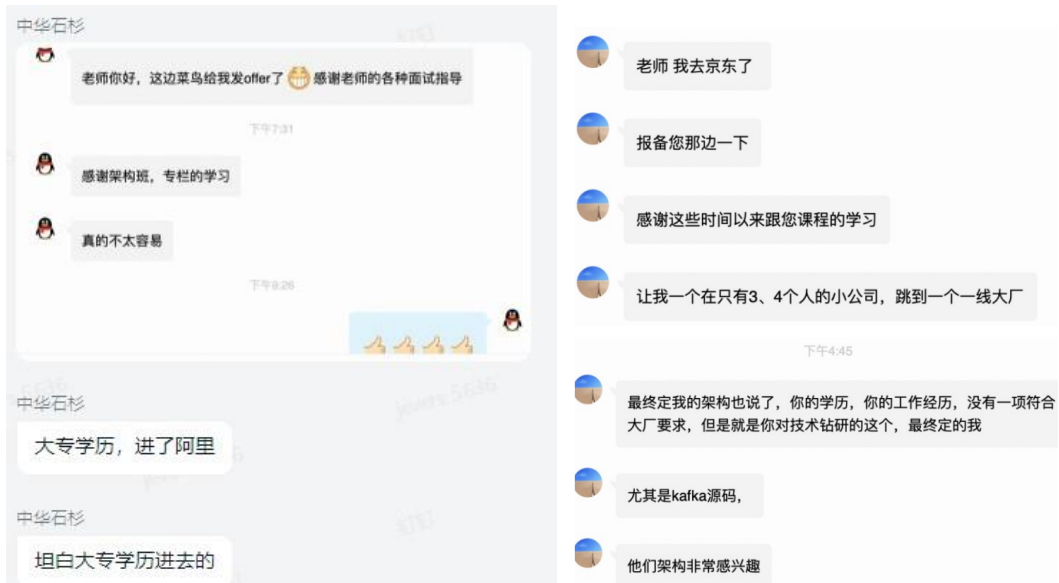 中华石杉
老师你好，这边菜鸟给我发offer了😁感谢老师的各种面试指导
下午7:31
感谢架构班，专栏的学习
真的不太容易
下午9:26
👍👍👍👍
中华石杉
大专学历，进了阿里
中华石杉
坦白大专学历进去的
老师 我去京东了
报备您那边一下
感谢这些时间以来跟您课程的学习
让我一个在只有3、4个人的小公司，跳到一个一线大厂
下午4:45
最终定我的架构也说了，你的学历，你的工作经历，没有一项符合
大厂要求，但是就是你对技术钻研的这个，最终定的我
尤其是kafka源码，
他们架构非常感兴趣